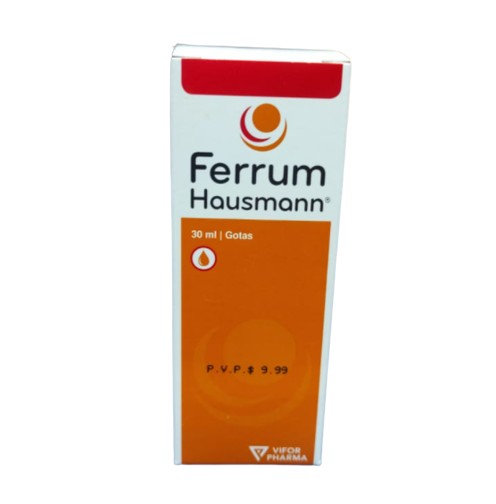 Ferrum
Hausmann®
30 ml | Gotas
P.V.P.$ 9.99
VIFOR
PHARMA